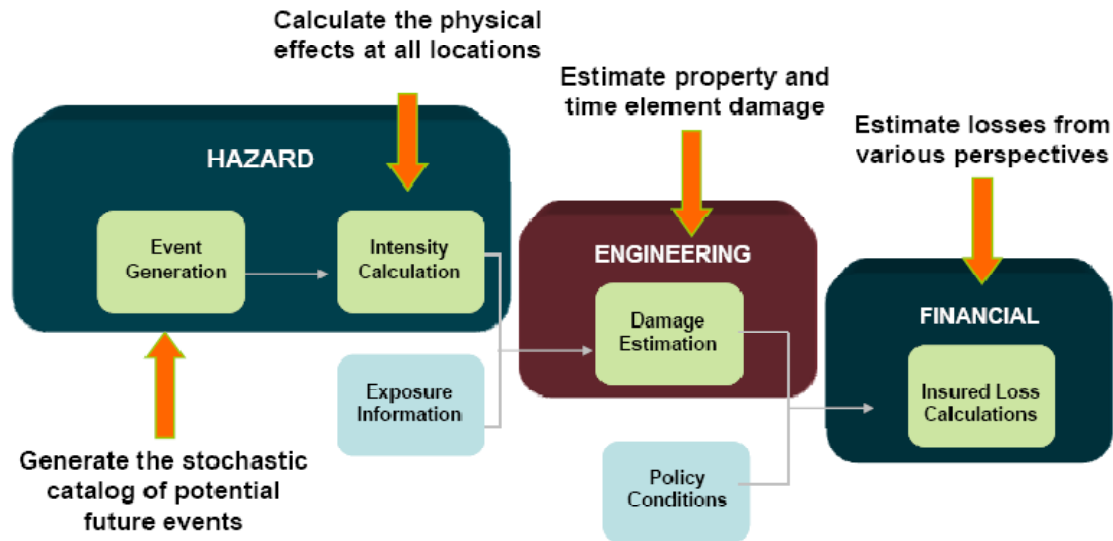 Calculate the physical
effects at all locations
Estimate property and
time element damage
Estimate losses from
various perspectives
HAZARD
Event
Generation
Intensity
Calculation
ENGINEERING
Damage
Estimation
FINANCIAL
Insured Loss
Calculations
Exposure
Information
Policy
Conditions
Generate the stochastic
catalog of potential
future events